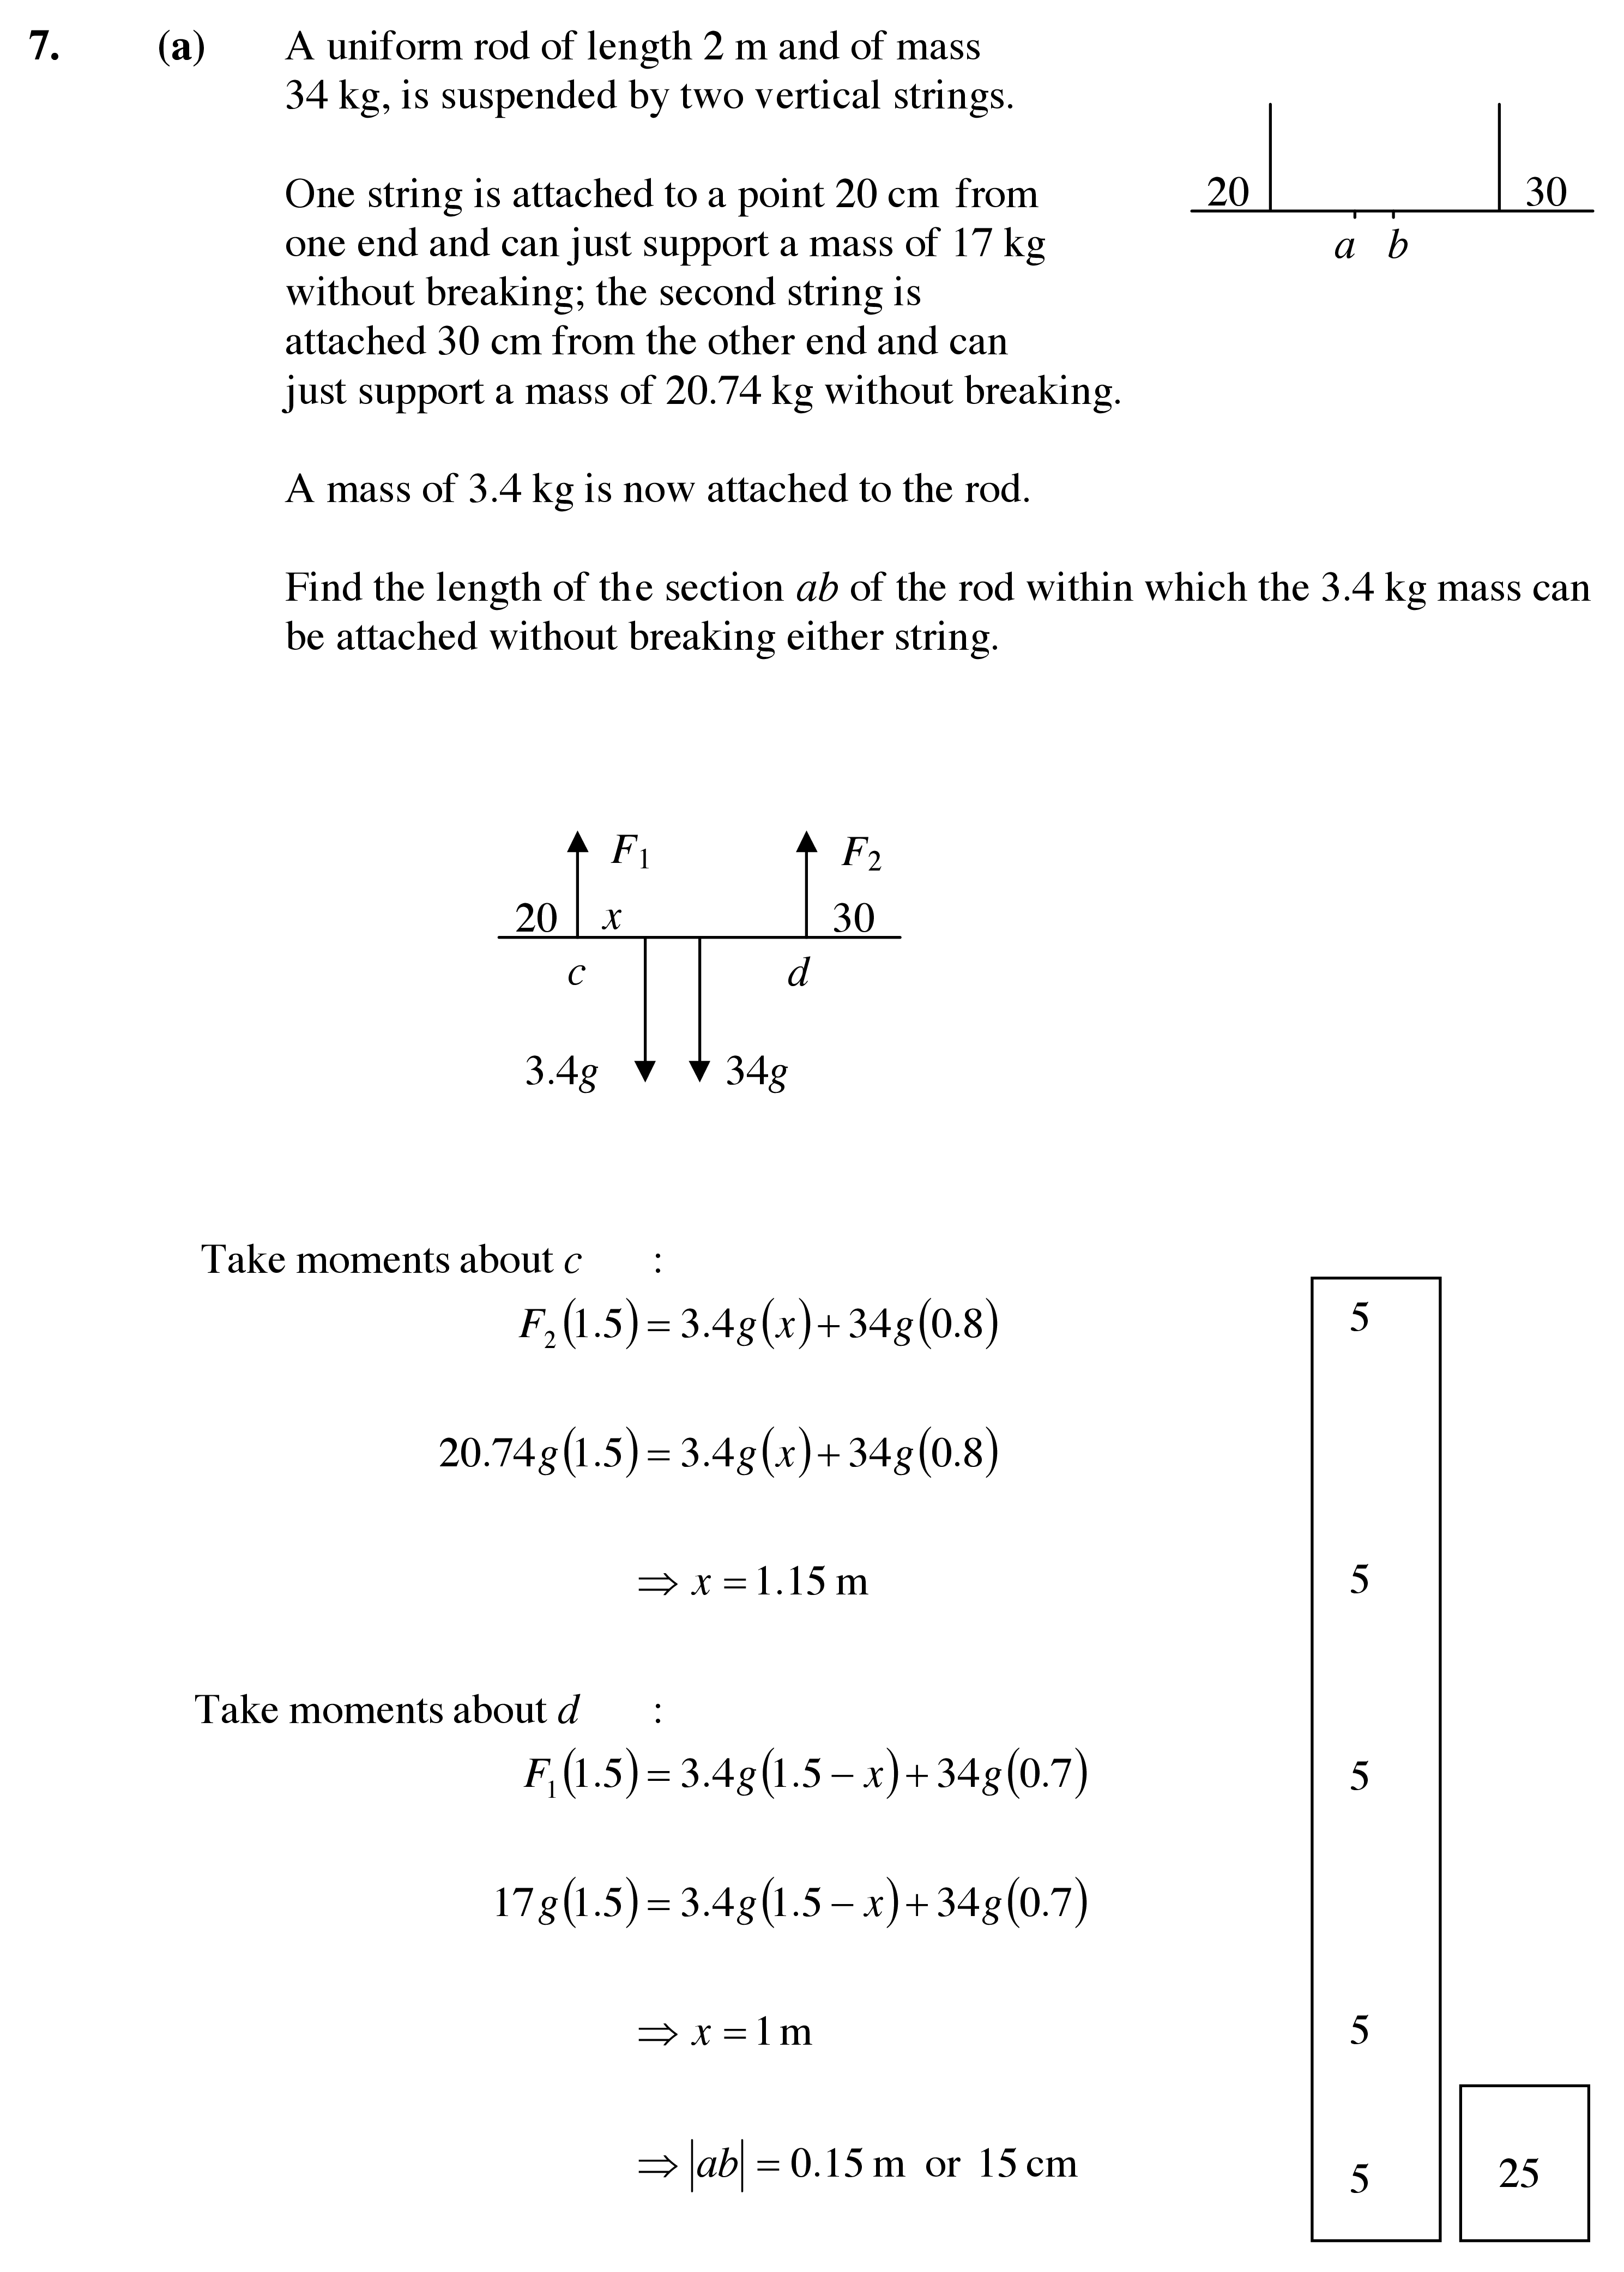 7. (a) A uniform rod of length 2 m and of mass
34 kg, is suspended by two vertical strings.
One string is attached to a point 20 cm from
one end and can just support a mass of 17 kg
without breaking; the second string is
attached 30 cm from the other end and can
just support a mass of 20.74 kg without breaking.
20 30
a b
A mass of 3.4 kg is now attached to the rod.
Find the length of the section ab of the rod within which the 3.4 kg mass can
be attached without breaking either string.
F₁ F₂
20 x 30
c d
3.4g 34g
Take moments about c :
F₂(1.5) = 3.4g(x) + 34g(0.8) 5
20.74g(1.5) = 3.4g(x) + 34g(0.8)
⇒ x = 1.15 m 5
Take moments about d :
F₁(1.5) = 3.4g(1.5 − x) + 34g(0.7) 5
17g(1.5) = 3.4g(1.5 − x) + 34g(0.7)
⇒ x = 1 m 5
⇒ |ab| = 0.15 m or 15 cm 5 25